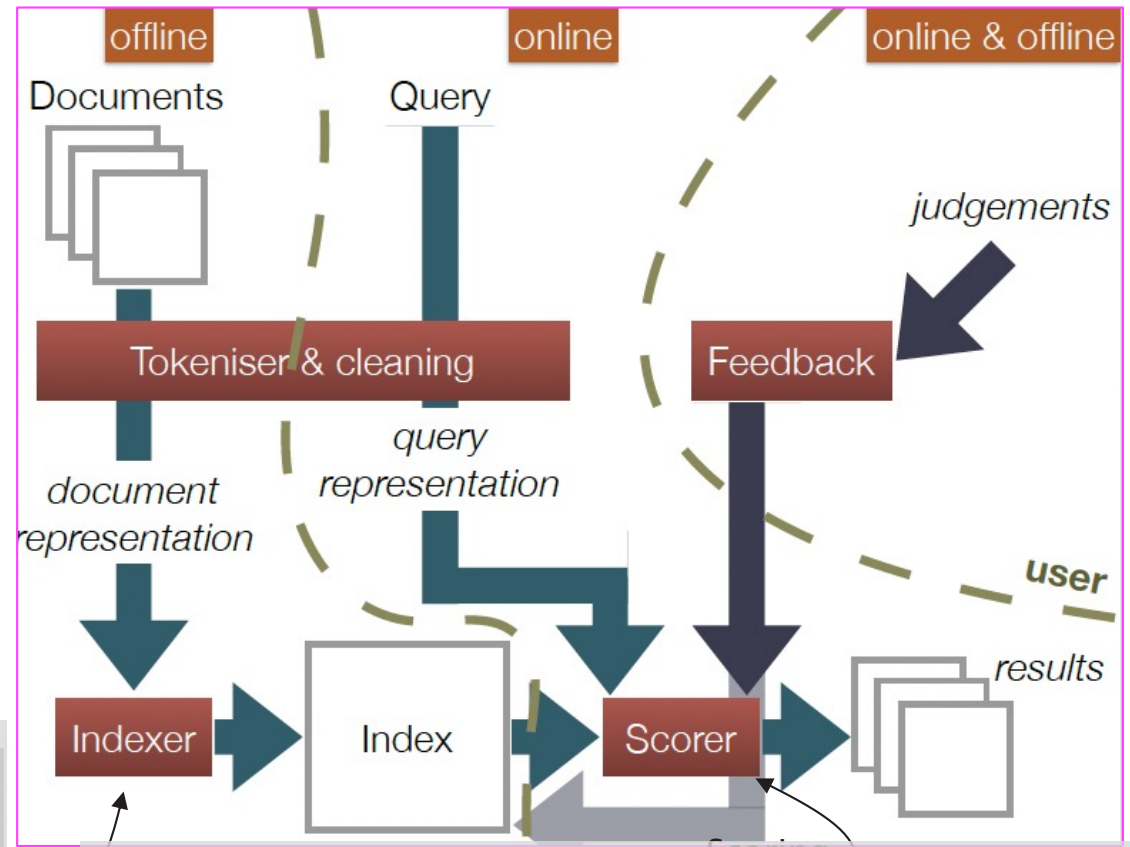 offline
online
online & offline
Documents
Query
judgements
Tokeniser & cleaning
Feedback
query
representation
document
representation
user
results
Indexer
Index
Scorer